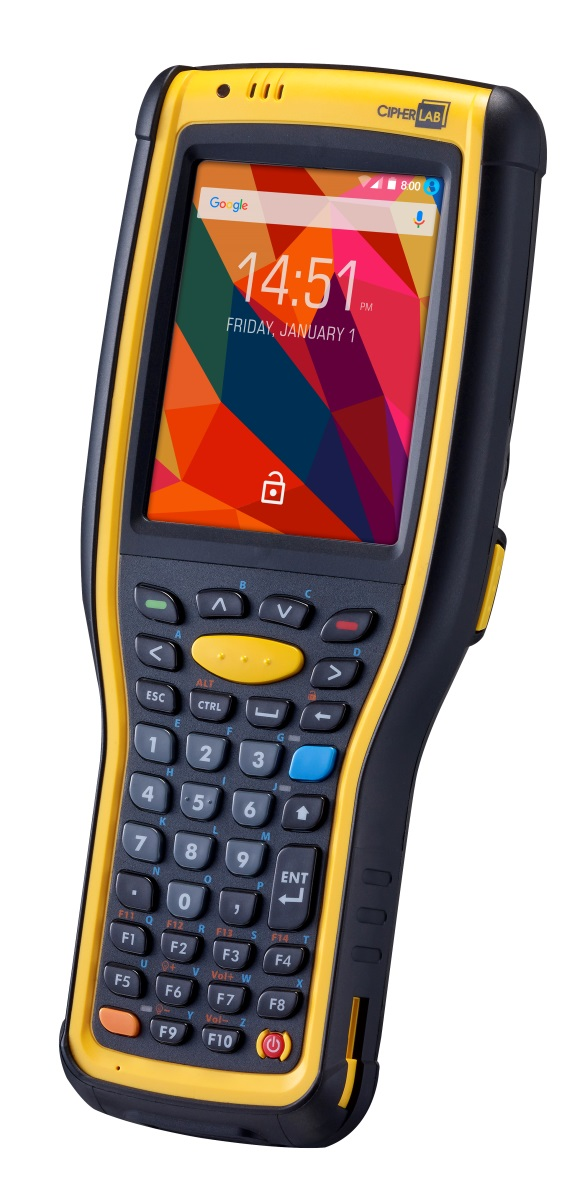 CIPHERLAB
8:00
Google
14:51 PM
FRIDAY, JANUARY 1
B C
A D
ALT
ESC CTRL
E F G
1 2 3
H I J
4 5 6
K L M
7 8 9 ENT
N O P
. 0 ,
F11 Q F12 R F13 S F14 T
F1 F2 F3 F4
U V Vol+ W X
F5 F6 F7 F8
Y Vol- Z
F9 F10